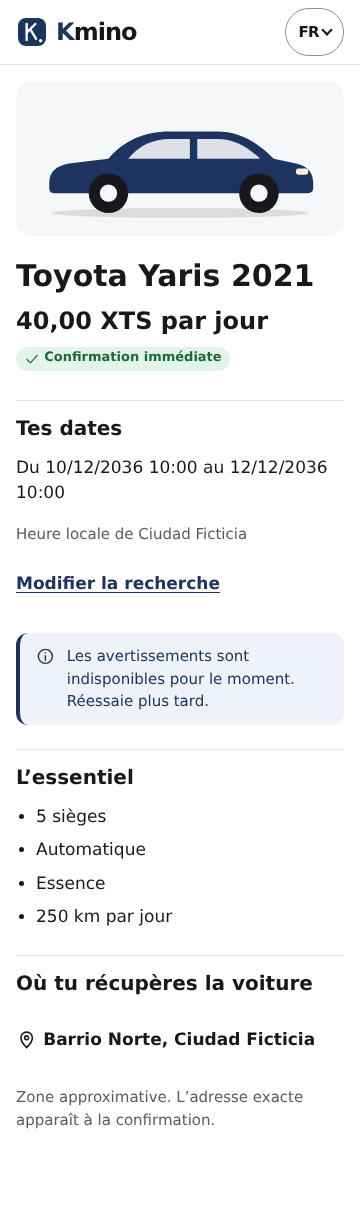 Kmino
FR
Toyota Yaris 2021
40,00 XTS par jour
Confirmation immédiate
Tes dates
Du 10/12/2036 10:00 au 12/12/2036
10:00
Heure locale de Ciudad Ficticia
Modifier la recherche
Les avertissements sont
indisponibles pour le moment.
Réessaie plus tard.
L’essentiel
• 5 sièges
• Automatique
• Essence
• 250 km par jour
Où tu récupères la voiture
Barrio Norte, Ciudad Ficticia
Zone approximative. L’adresse exacte
apparaît à la confirmation.